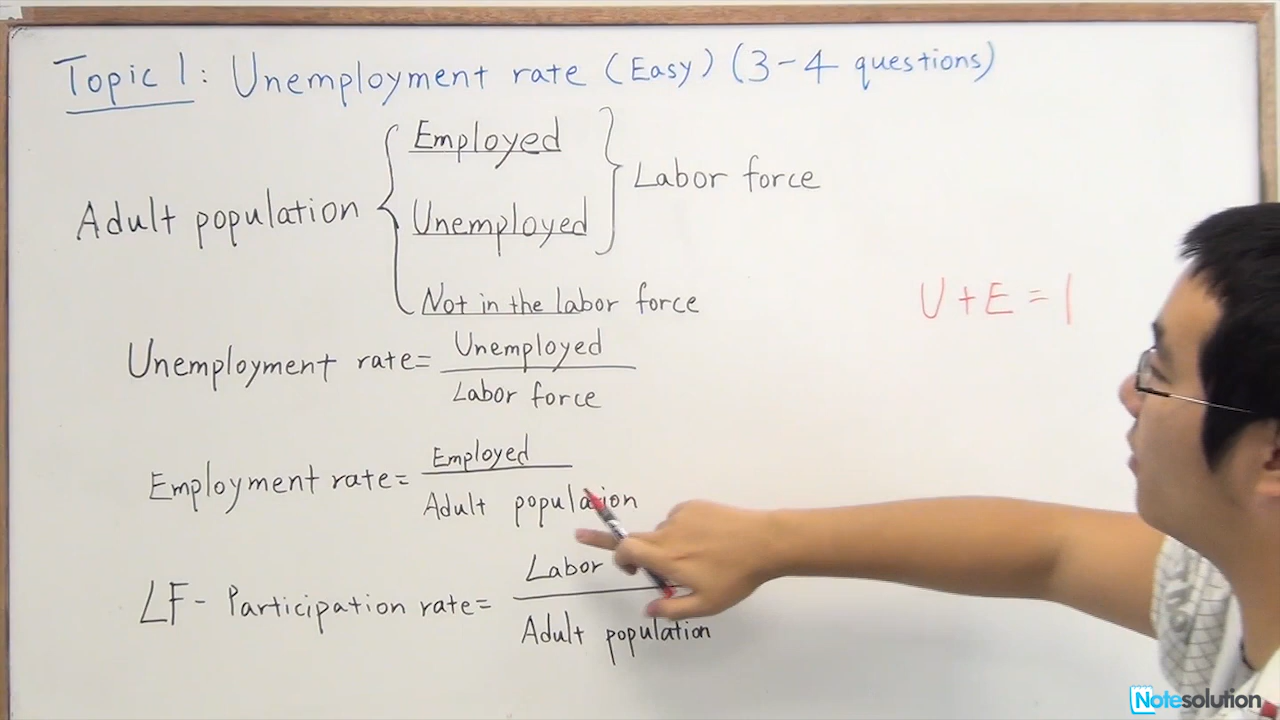 Topic 1: Unemployment rate (Easy) (3-4 questions)
Employed
Labor force
Adult population
Unemployed
Not in the labor force
U+E=1
Unemployment rate= Unemployed
Labor force
Employment rate= Employed
Adult population
Labor
LF- Participation rate=
Adult population
Notesolution